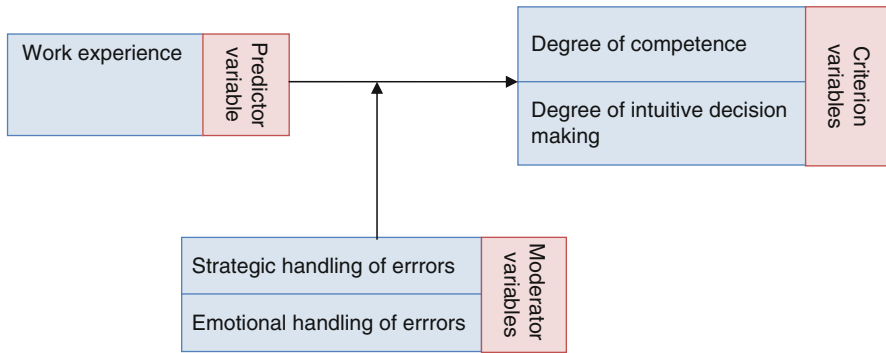 Work experience
Predictor
variable
Degree of competence
Degree of intuitive decision
making
Criterion
variables
Strategic handling of errrors
Emotional handling of errrors
Moderator
variables